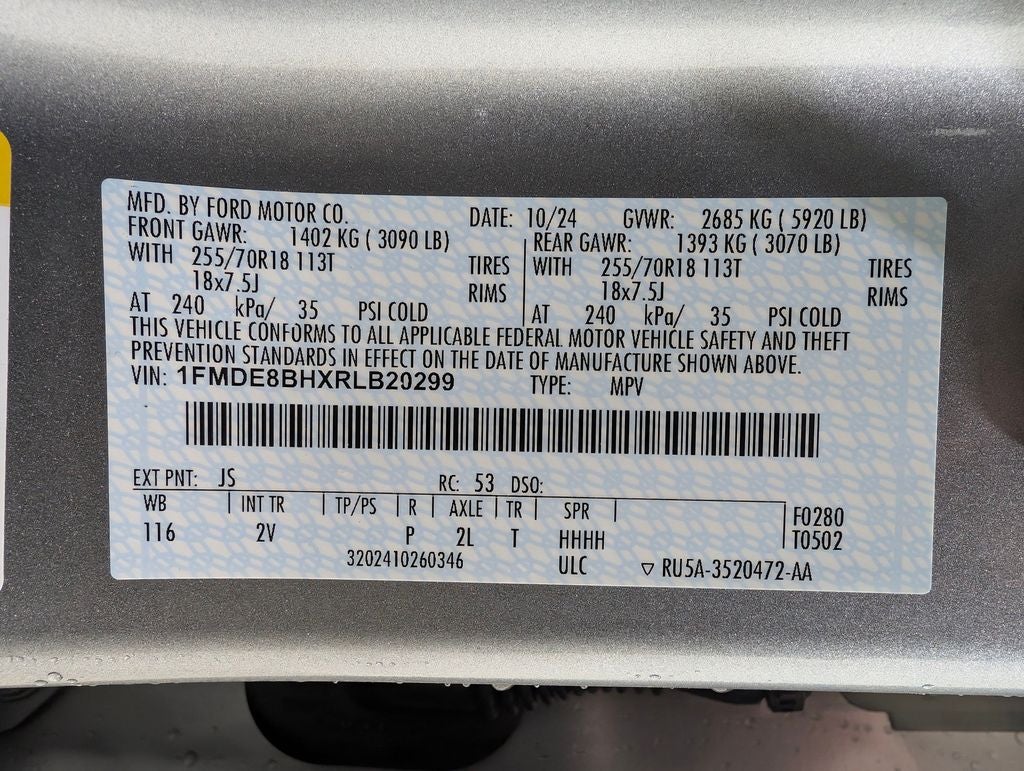 MFD. BY FORD MOTOR CO. DATE: 10/24 GVWR: 2685 KG ( 5920 LB)
FRONT GAWR: 1402 KG ( 3090 LB) REAR GAWR: 1393 KG ( 3070 LB)
WITH 255/70R18 113T TIRES WITH 255/70R18 113T TIRES
18x7.5J RIMS 18x7.5J RIMS
AT 240 kPa/ 35 PSI COLD AT 240 kPa/ 35 PSI COLD
THIS VEHICLE CONFORMS TO ALL APPLICABLE FEDERAL MOTOR VEHICLE SAFETY AND THEFT
PREVENTION STANDARDS IN EFFECT ON THE DATE OF MANUFACTURE SHOWN ABOVE.
VIN: 1FMDE8BHXRLB20299 TYPE: MPV
EXT PNT: JS RC: 53 DSO:
WB INT TR TP/PS R AXLE TR SPR F0280
116 2V P 2L T HHHH T0502
3202410260346 ULC ▽ RU5A-3520472-AA